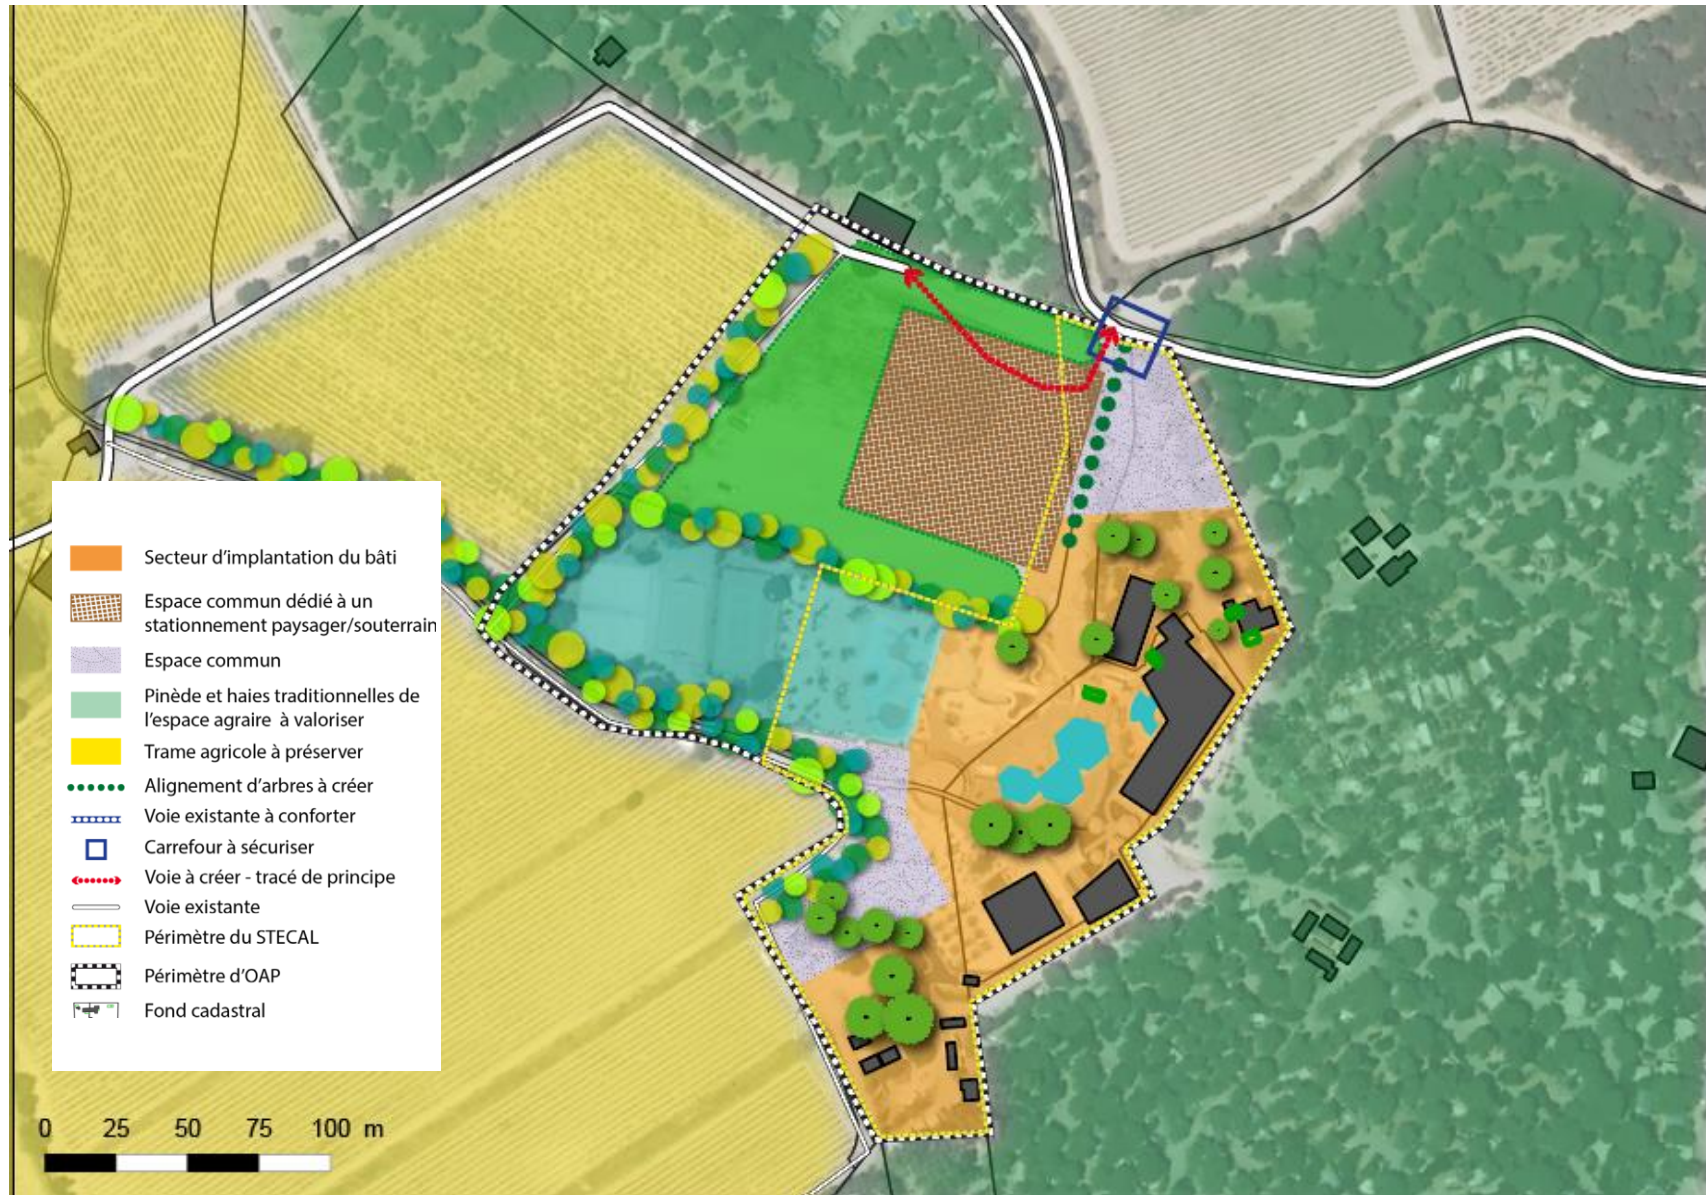 Secteur d'implantation du bâti
Espace commun dédié à un
stationnement paysager/souterrain
Espace commun
Pinède et haies traditionnelles de
l'espace agraire à valoriser
Trame agricole à préserver
Alignement d'arbres à créer
Voie existante à conforter
Carrefour à sécuriser
Voie à créer - tracé de principe
Voie existante
Périmètre du STECAL
Périmètre d'OAP
Fond cadastral
0 25 50 75 100 m